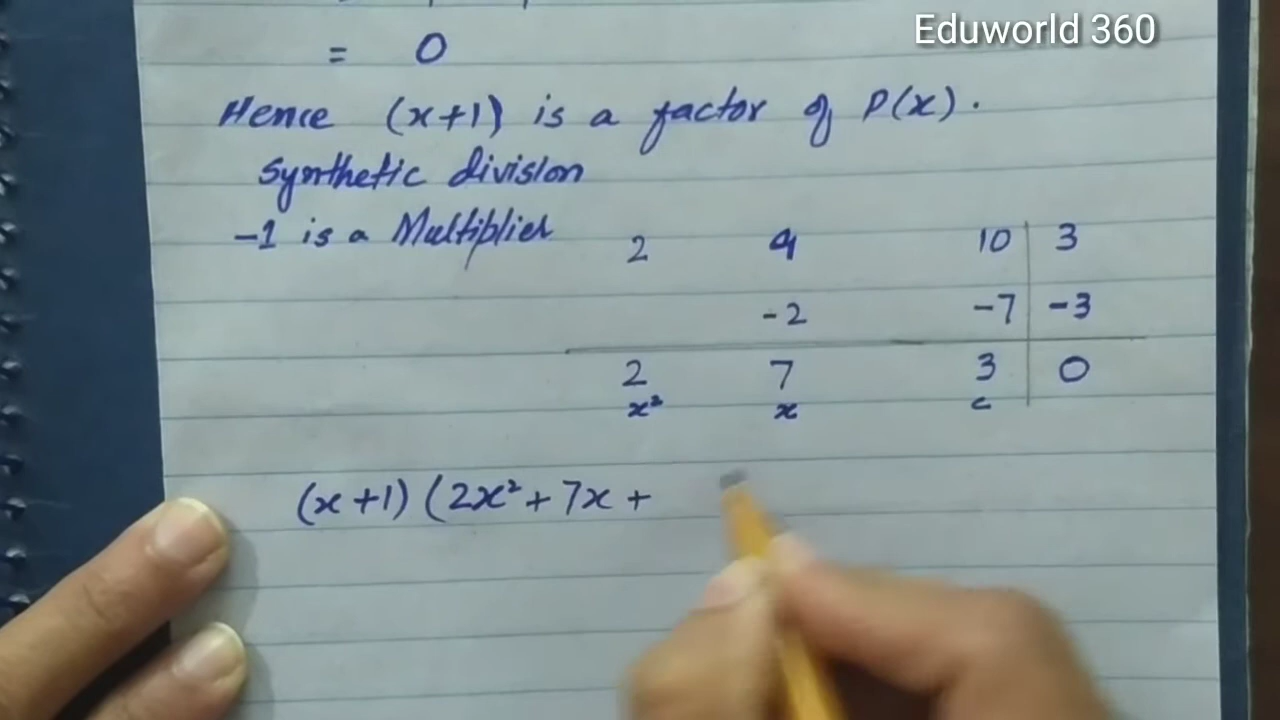 Eduworld 360
= 0
Hence (x+1) is a factor of P(x).
Synthetic division
-1 is a Multiplier
2 9 10 3
-2 -7 -3
2 7 3 0
x² x c
(x+1) (2x²+7x+